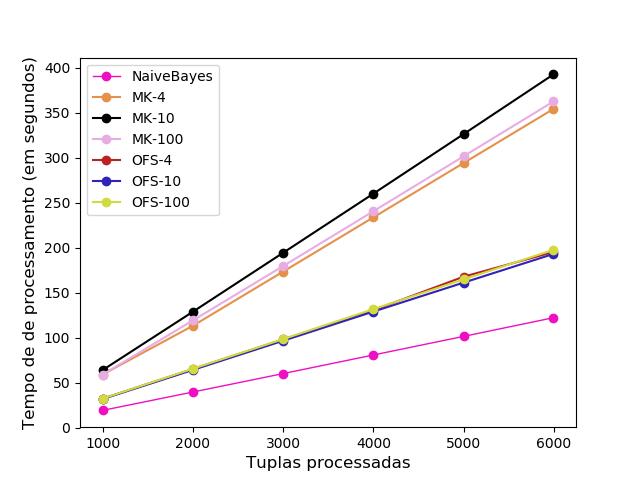 400
350
300
250
200
150
100
50
0
Tempo de de processamento (em segundos)
NaiveBayes
MK-4
MK-10
MK-100
OFS-4
OFS-10
OFS-100
1000 2000 3000 4000 5000 6000
Tuplas processadas